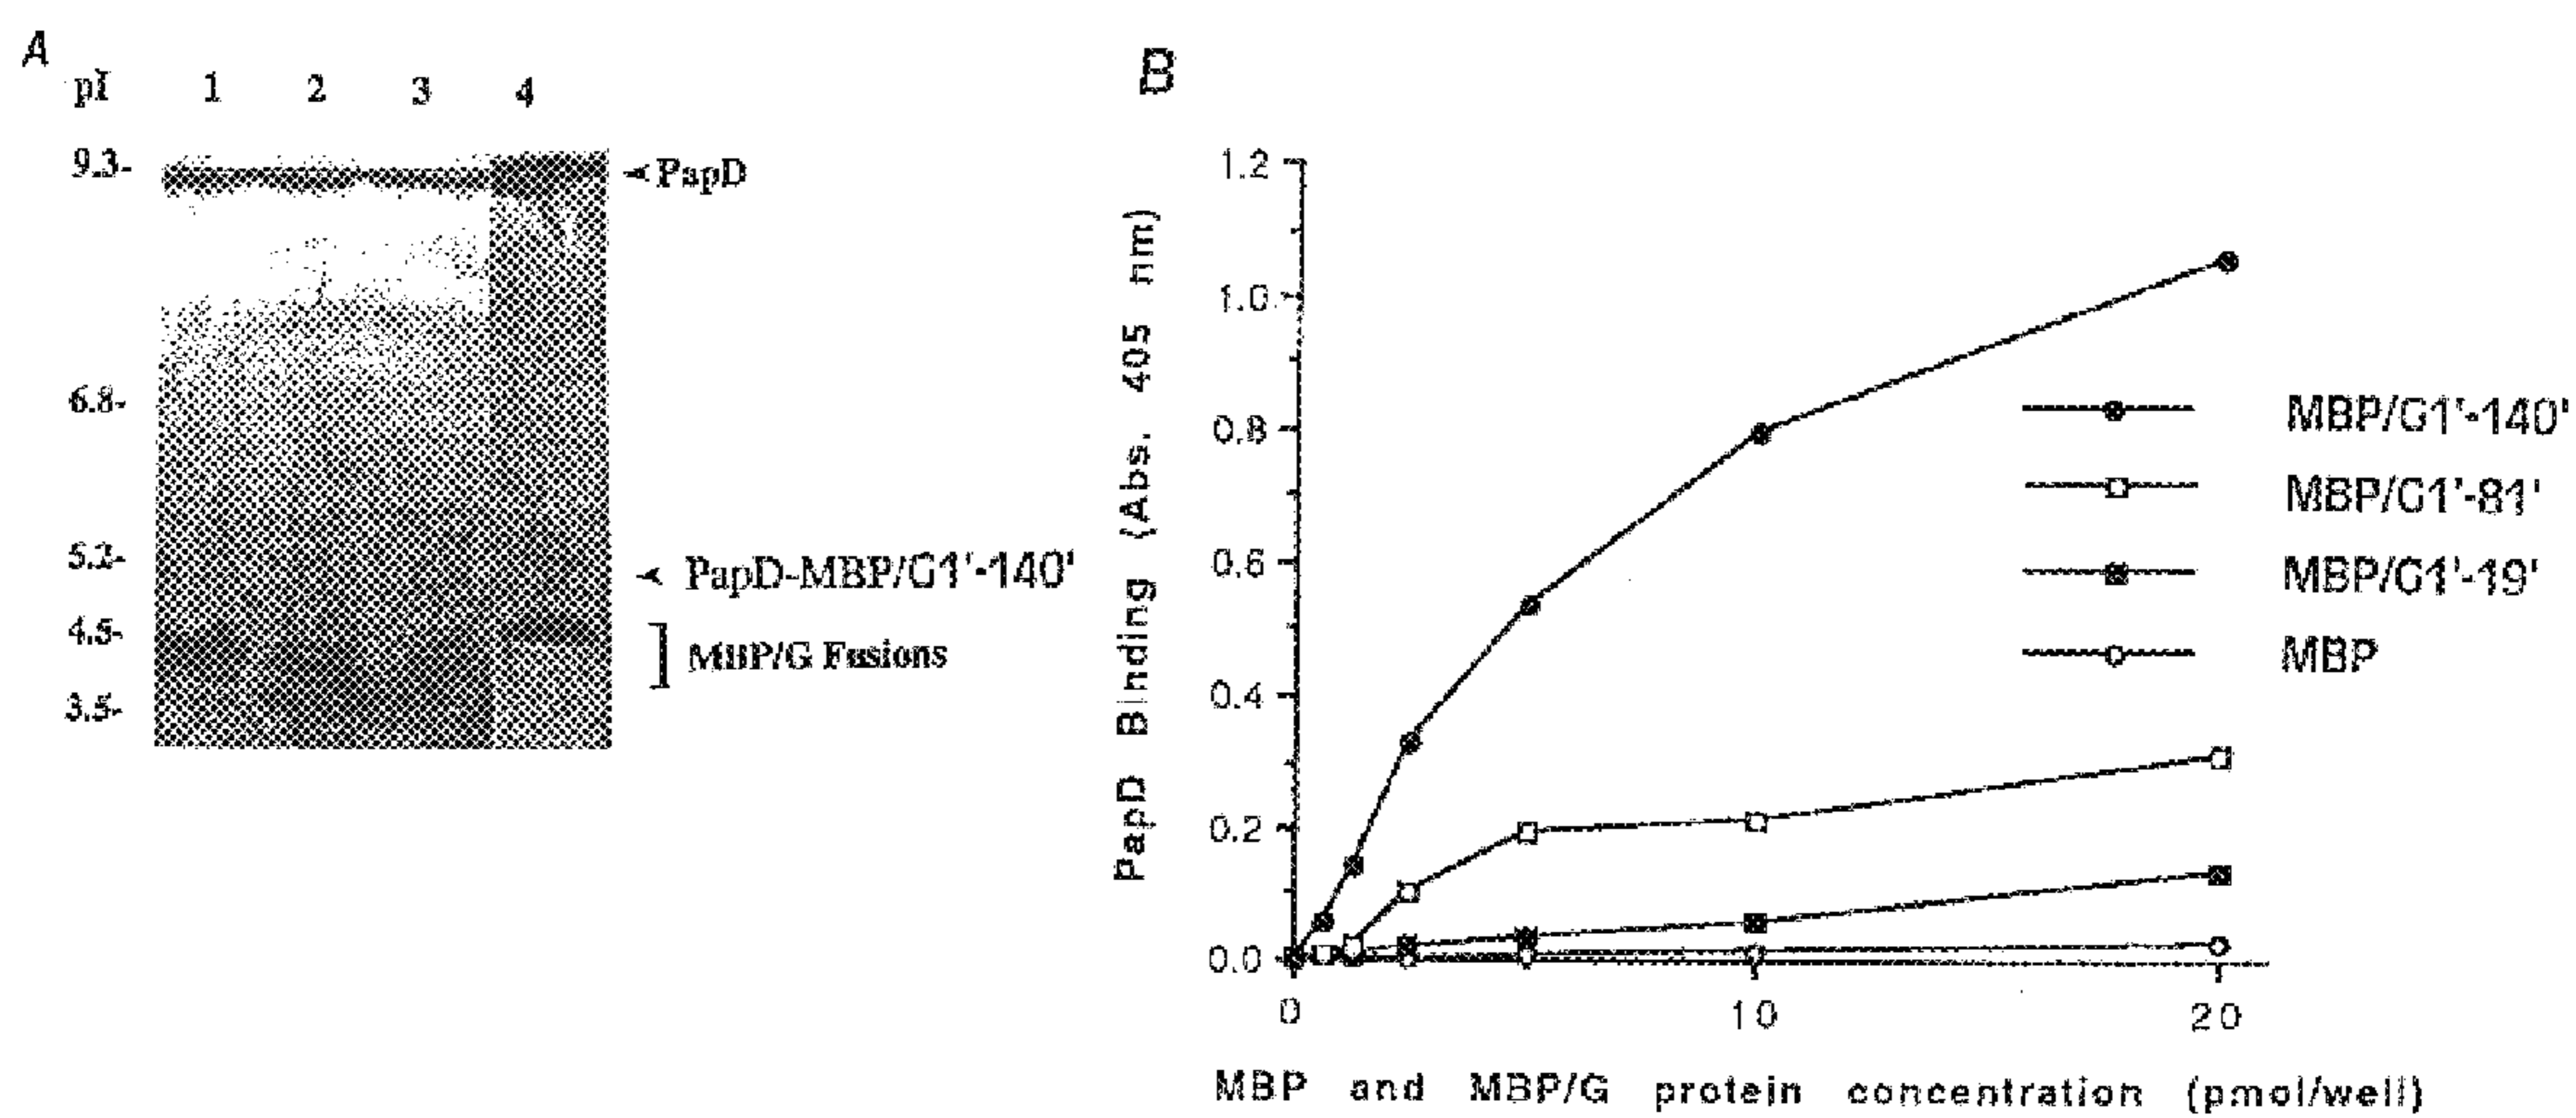 A
pI 1 2 3 4
9.3-
PapD
6.8-
5.2-
PapD-MBP/G1'-140'
4.5-
MBP/G Fusions
3.5-
B
PapD Binding (Abs. 405 nm)
1.2
1.0
0.8
0.6
0.4
0.2
0.0
0 10 20
MBP and MBP/G protein concentration (pmol/well)
MBP/G1'-140'
MBP/G1'-81'
MBP/G1'-19'
MBP